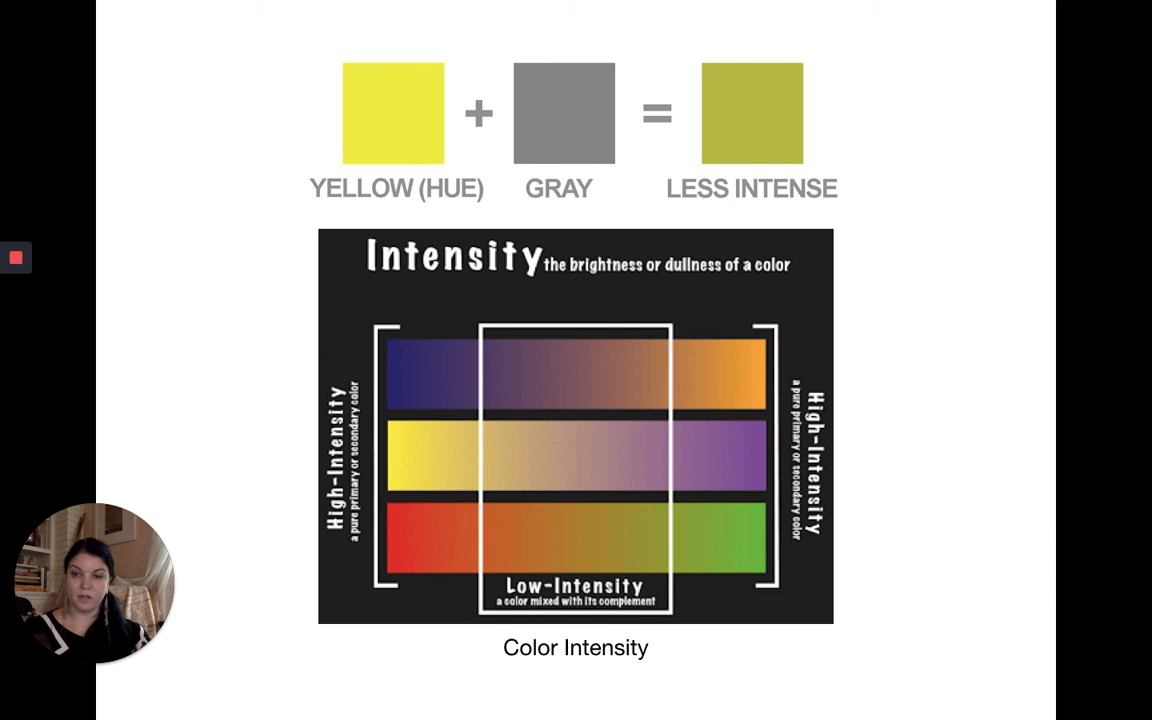 + =
YELLOW (HUE) GRAY LESS INTENSE
Intensity the brightness or dullness of a color
High-Intensity
a pure primary or secondary color
High-Intensity
a pure primary or secondary color
Low-Intensity
a color mixed with its complement
Color Intensity